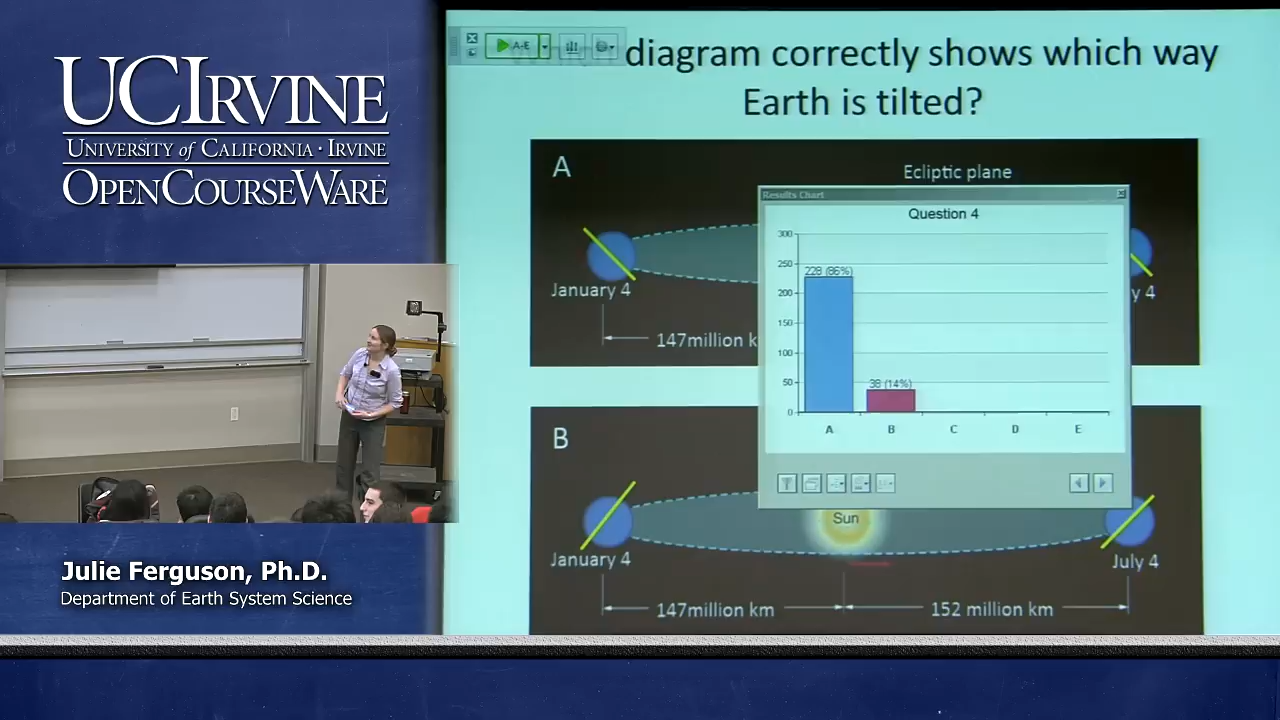 UCIRVINE
UNIVERSITY of CALIFORNIA · IRVINE
OPENCOURSEWARE
Julie Ferguson, Ph.D.
Department of Earth System Science
A-E
diagram correctly shows which way
Earth is tilted?
A
Ecliptic plane
January 4
y 4
147million k
Results Chart
Question 4
300
250
200
150
100
50
0
228 (86%)
38 (14%)
A B C D E
B
Sun
January 4
July 4
147million km
152 million km